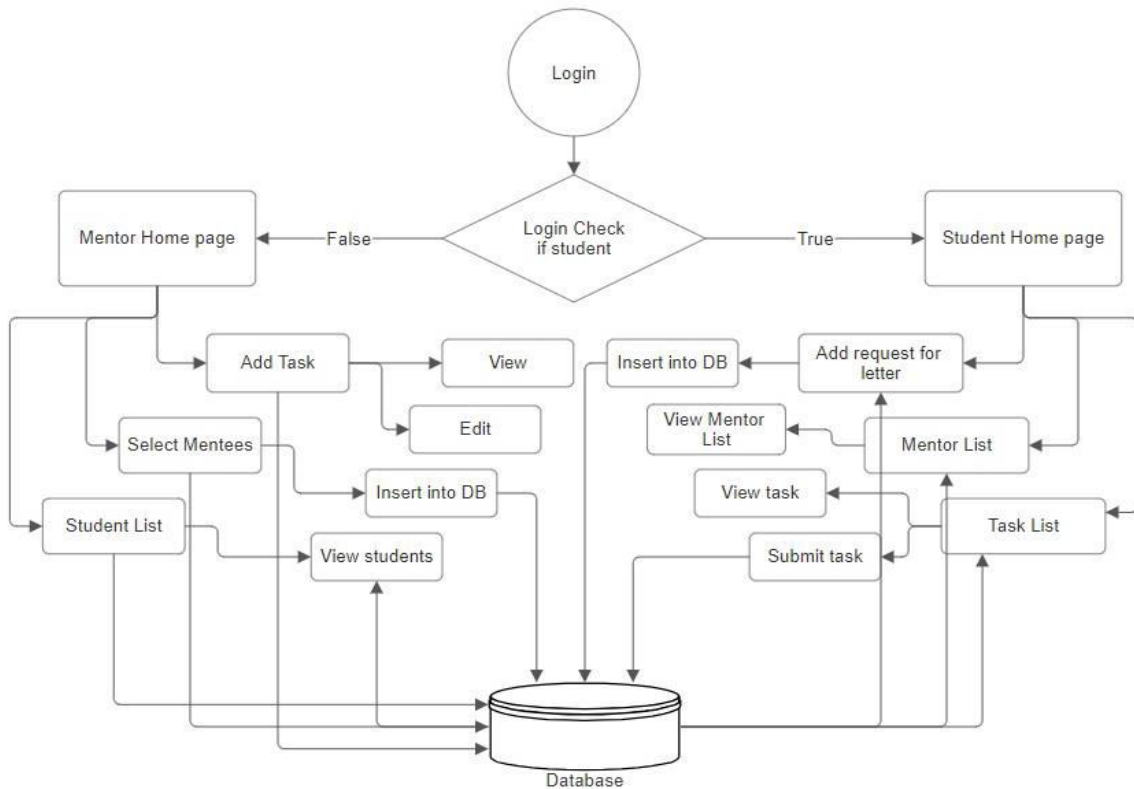 Login
Login Check
if student
False
True
Mentor Home page
Student Home page
Add Task
View
Edit
Select Mentees
Insert into DB
Student List
View students
Insert into DB
Add request for
letter
View Mentor
List
Mentor List
View task
Task List
Submit task
Database